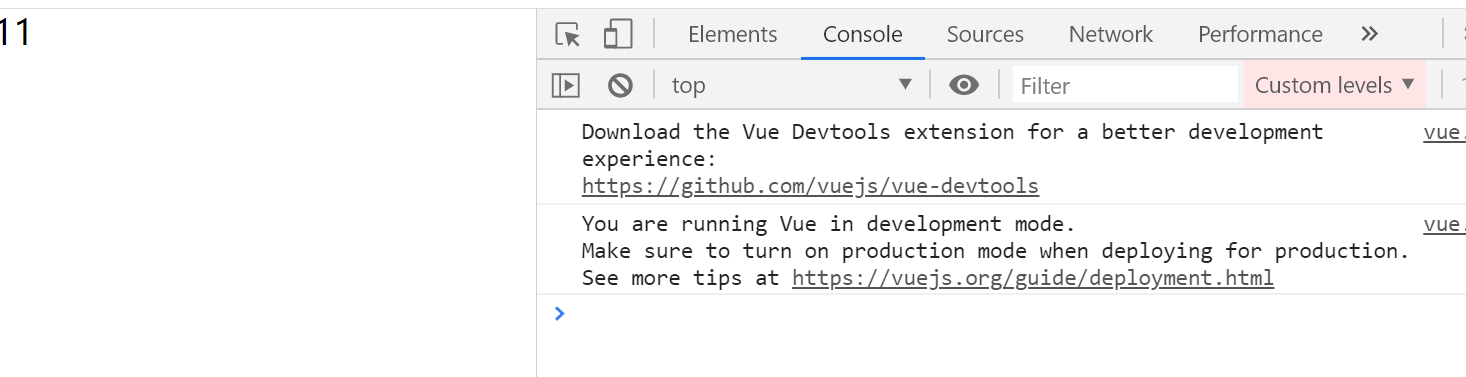 11
Elements Console Sources Network Performance
top Filter Custom levels
Download the Vue Devtools extension for a better development vue.
experience:
https://github.com/vuejs/vue-devtools
You are running Vue in development mode. vue.
Make sure to turn on production mode when deploying for production.
See more tips at https://vuejs.org/guide/deployment.html